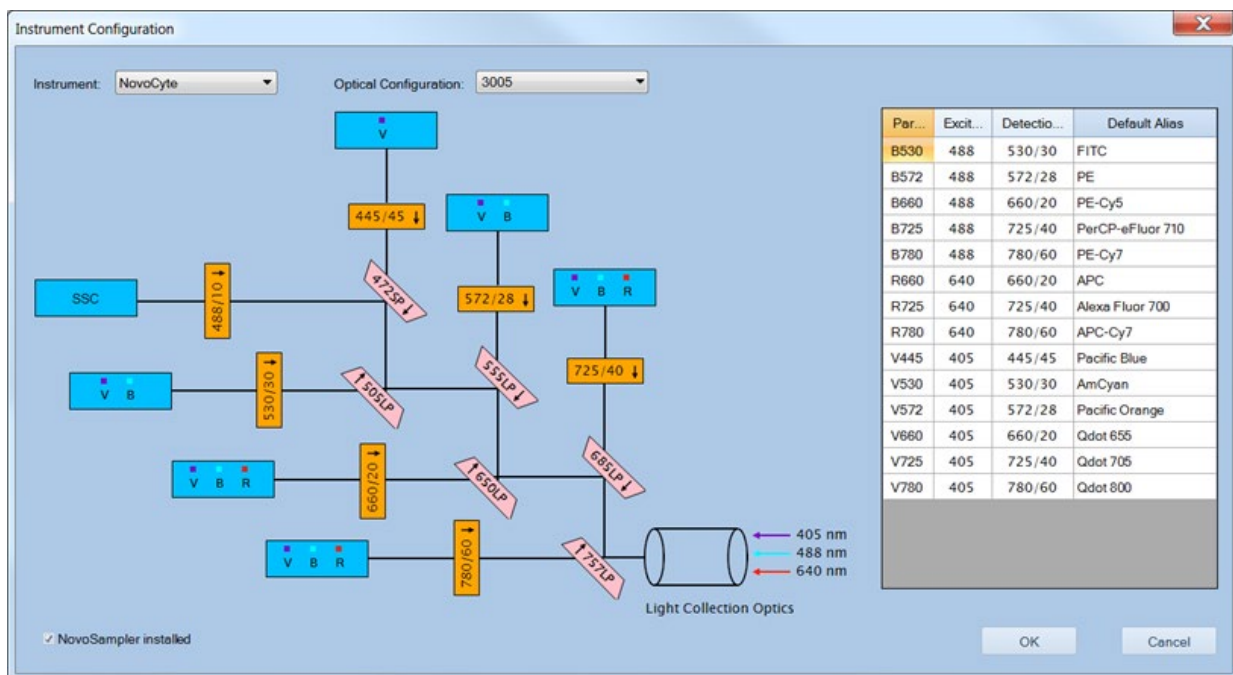 Instrument Configuration
X
Instrument: NovoCyte Optical Configuration: 3005
V
445/45 ↓
V B
472SP ↓
SSC
488/10 ↑
572/28 ↓
V B R
V B
530/30 ↑
↑ 505LP
555LP ↓
725/40 ↓
V B R
660/20 ↑
↑ 650LP
685LP ↓
V B R
780/60 ↑
↑ 757LP
405 nm
488 nm
640 nm
Light Collection Optics
Par... Excit... Detectio... Default Alias
B530 488 530/30 FITC
B572 488 572/28 PE
B660 488 660/20 PE-Cy5
B725 488 725/40 PerCP-eFluor 710
B780 488 780/60 PE-Cy7
R660 640 660/20 APC
R725 640 725/40 Alexa Fluor 700
R780 640 780/60 APC-Cy7
V445 405 445/45 Pacific Blue
V530 405 530/30 AmCyan
V572 405 572/28 Pacific Orange
V660 405 660/20 Qdot 655
V725 405 725/40 Qdot 705
V780 405 780/60 Qdot 800
NovoSampler installed
OK Cancel